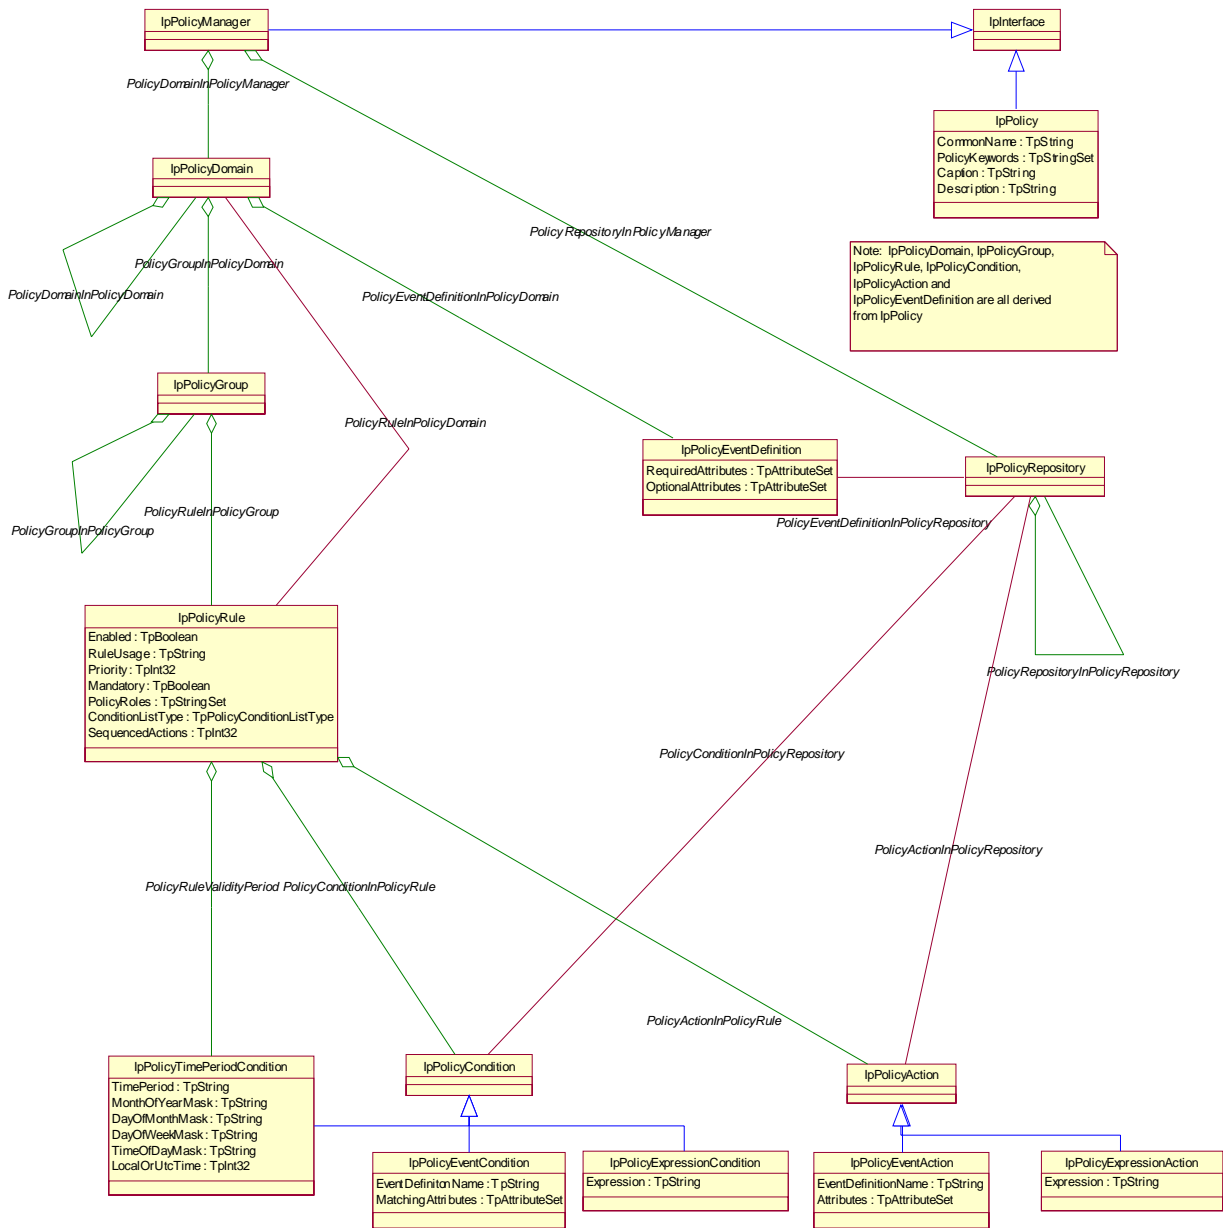 IpPolicyManager
IpInterface
PolicyDomainInPolicyManager
IpPolicy
CommonName : TpString
PolicyKeywords : TpStringSet
Caption : TpString
Description : TpString
IpPolicyDomain
PolicyRepositoryInPolicyManager
Note:  IpPolicyDomain, IpPolicyGroup,
IpPolicyRule, IpPolicyCondition,
IpPolicyAction and
IpPolicyEventDefinition are all derived
from IpPolicy
PolicyGroupInPolicyDomain
PolicyDomainInPolicyDomain
PolicyEventDefinitionInPolicyDomain
IpPolicyGroup
PolicyRuleInPolicyDomain
IpPolicyEventDefinition
RequiredAttributes : TpAttributeSet
OptionalAttributes : TpAttributeSet
IpPolicyRepository
PolicyRuleInPolicyGroup
PolicyGroupInPolicyGroup
PolicyEventDefinitionInPolicyRepository
IpPolicyRule
Enabled : TpBoolean
RuleUsage : TpString
Priority : TpInt32
Mandatory : TpBoolean
PolicyRoles : TpStringSet
ConditionListType : TpPolicyConditionListType
SequencedActions : TpInt32
PolicyRepositoryInPolicyRepository
PolicyConditionInPolicyRepository
PolicyActionInPolicyRepository
PolicyRuleValidityPeriod
PolicyConditionInPolicyRule
PolicyActionInPolicyRule
IpPolicyTimePeriodCondition
TimePeriod : TpString
MonthOfYearMask : TpString
DayOfMonthMask : TpString
DayOfWeekMask : TpString
TimeOfDayMask : TpString
LocalOrUtcTime : TpInt32
IpPolicyCondition
IpPolicyAction
IpPolicyEventCondition
EventDefinitonName : TpString
MatchingAttributes : TpAttributeSet
IpPolicyExpressionCondition
Expression : TpString
IpPolicyEventAction
EventDefinitionName : TpString
Attributes : TpAttributeSet
IpPolicyExpressionAction
Expression : TpString